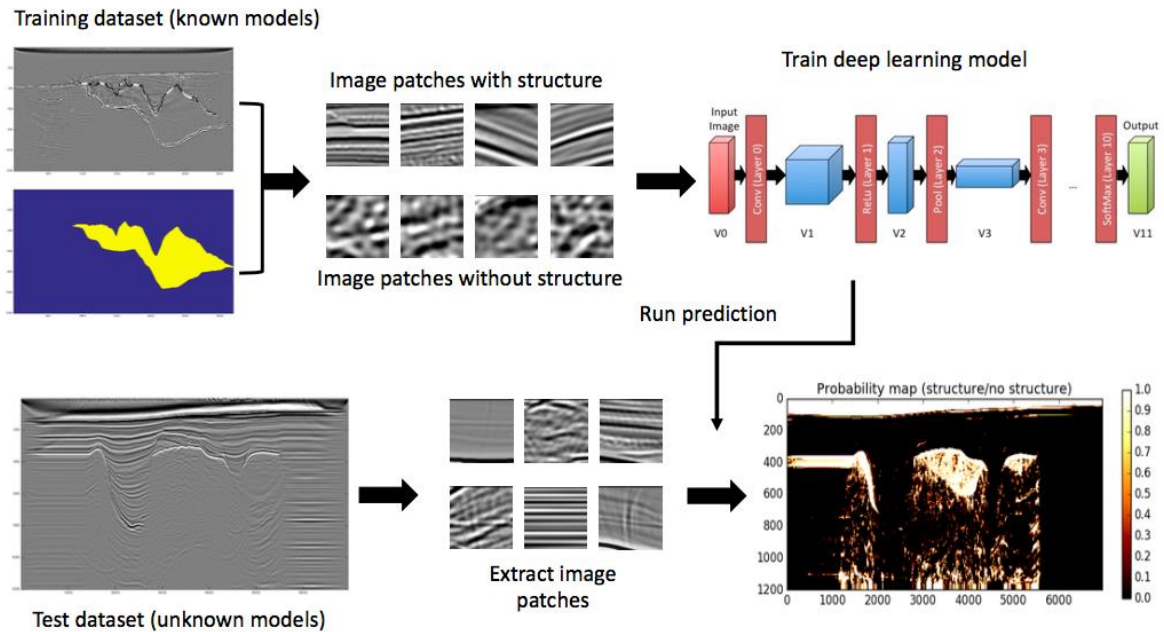 Training dataset (known models)
Image patches with structure
Image patches without structure
Train deep learning model
Input
Image
Conv (Layer 0)
ReLu (Layer 1)
Pool (Layer 2)
Conv (Layer 3)
...
SoftMax (Layer 10)
Output
V0
V1
V2
V3
V11
Run prediction
Test dataset (unknown models)
Extract image
patches
Probability map (structure/no structure)
0
200
400
600
800
1000
1200
0 1000 2000 3000 4000 5000 6000
1.0
0.9
0.8
0.7
0.6
0.5
0.4
0.3
0.2
0.1
0.0